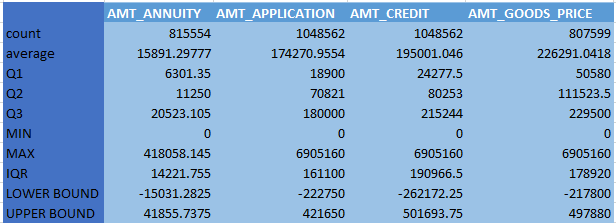 AMT_ANNUITY AMT_APPLICATION AMT_CREDIT AMT_GOODS_PRICE
count 815554 1048562 1048562 807599
average 15891.29777 174270.9554 195001.046 226291.0418
Q1 6301.35 18900 24277.5 50580
Q2 11250 70821 80253 111523.5
Q3 20523.105 180000 215244 229500
MIN 0 0 0 0
MAX 418058.145 6905160 6905160 6905160
IQR 14221.755 161100 190966.5 178920
LOWER BOUND -15031.2825 -222750 -262172.25 -217800
UPPER BOUND 41855.7375 421650 501693.75 497880